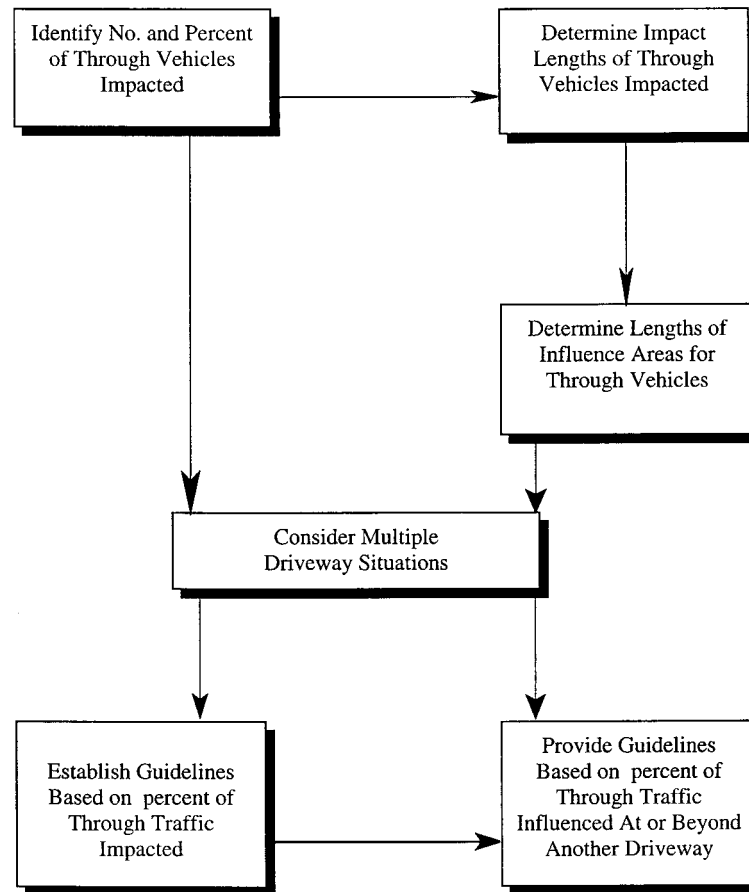 Identify No. and Percent
of Through Vehicles
Impacted
Determine Impact
Lengths of Through
Vehicles Impacted
Determine Lengths of
Influence Areas for
Through Vehicles
Consider Multiple
Driveway Situations
Establish Guidelines
Based on percent of
Through Traffic
Impacted
Provide Guidelines
Based on percent of
Through Traffic
Influenced At or Beyond
Another Driveway